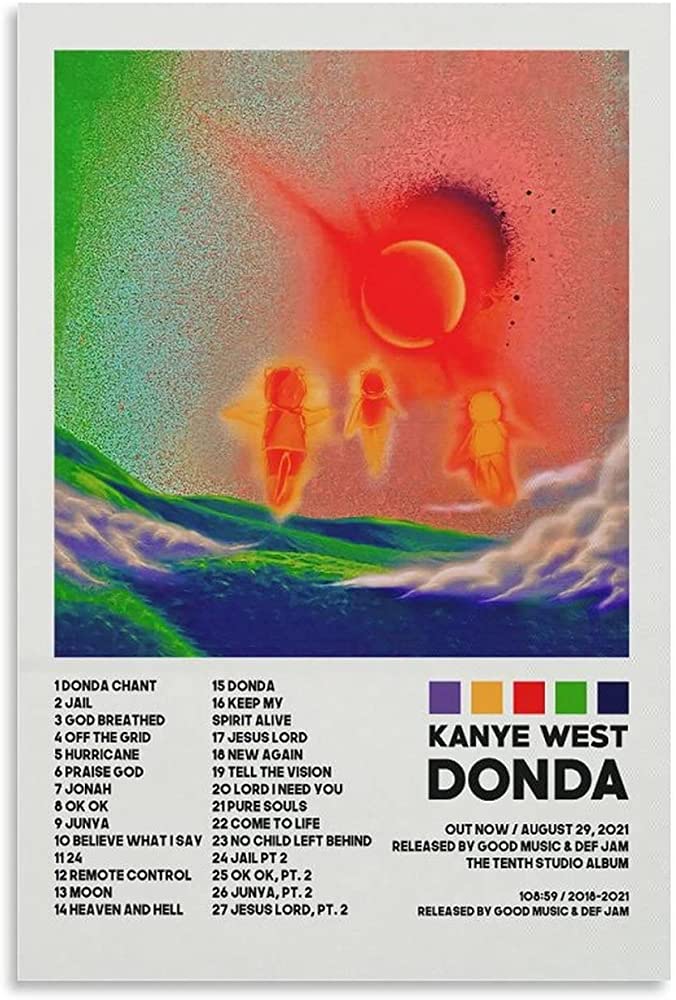 1 DONDA CHANT
2 JAIL
3 GOD BREATHED
4 OFF THE GRID
5 HURRICANE
6 PRAISE GOD
7 JONAH
8 OK OK
9 JUNYA
10 BELIEVE WHAT I SAY
11 24
12 REMOTE CONTROL
13 MOON
14 HEAVEN AND HELL
15 DONDA
16 KEEP MY
SPIRIT ALIVE
17 JESUS LORD
18 NEW AGAIN
19 TELL THE VISION
20 LORD I NEED YOU
21 PURE SOULS
22 COME TO LIFE
23 NO CHILD LEFT BEHIND
24 JAIL PT 2
25 OK OK, PT. 2
26 JUNYA, PT. 2
27 JESUS LORD, PT. 2
KANYE WEST
DONDA
OUT NOW / AUGUST 29, 2021
RELEASED BY GOOD MUSIC & DEF JAM
THE TENTH STUDIO ALBUM
108:59 / 2018-2021
RELEASED BY GOOD MUSIC & DEF JAM